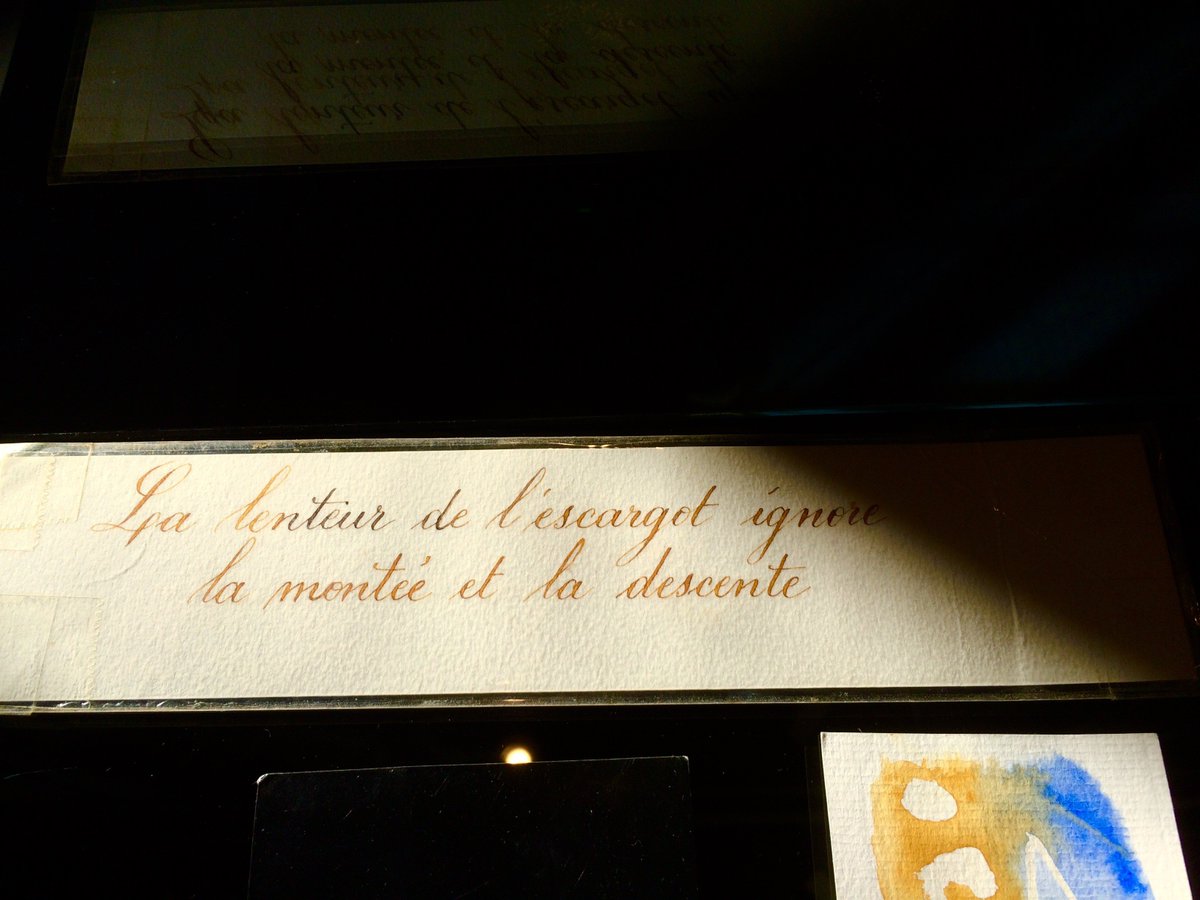 La lenteur de l'escargot ignore
la montée et la descente